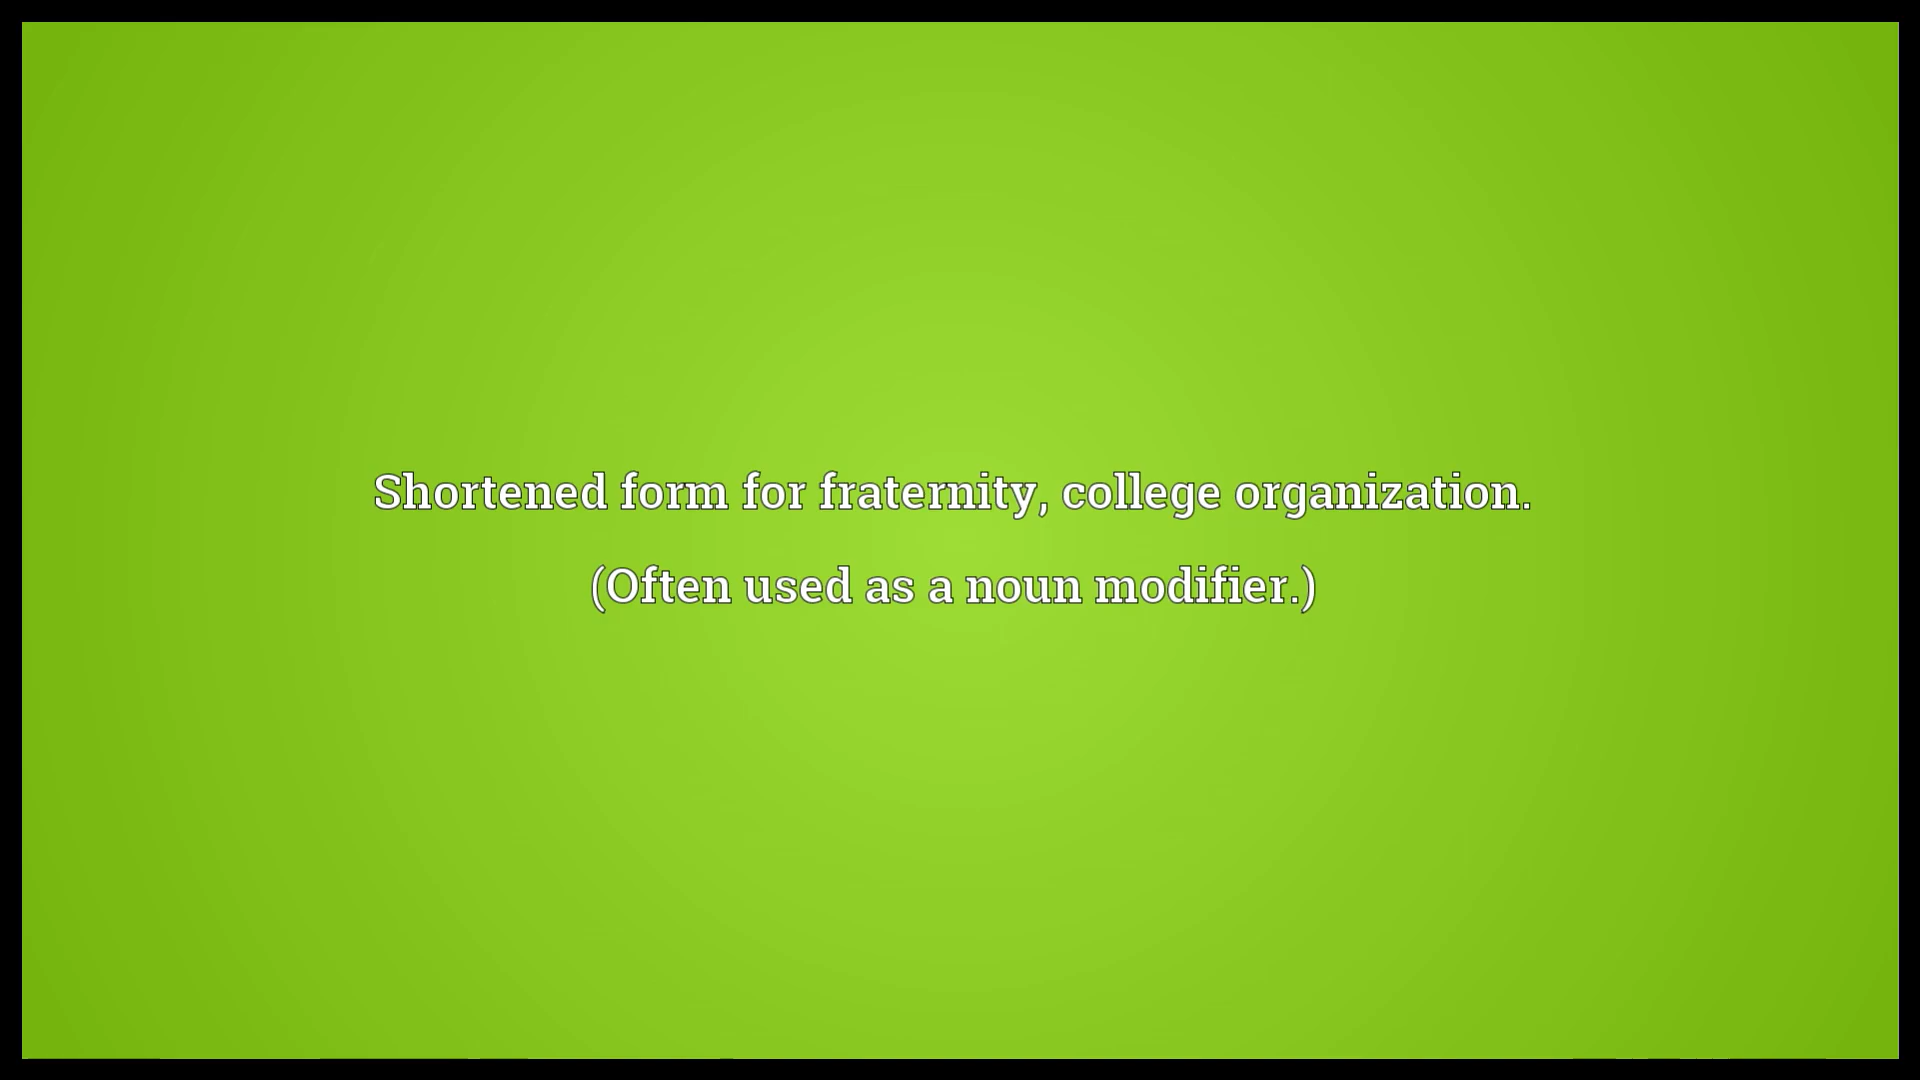 Shortened form for fraternity, college organization.
(Often used as a noun modifier.)